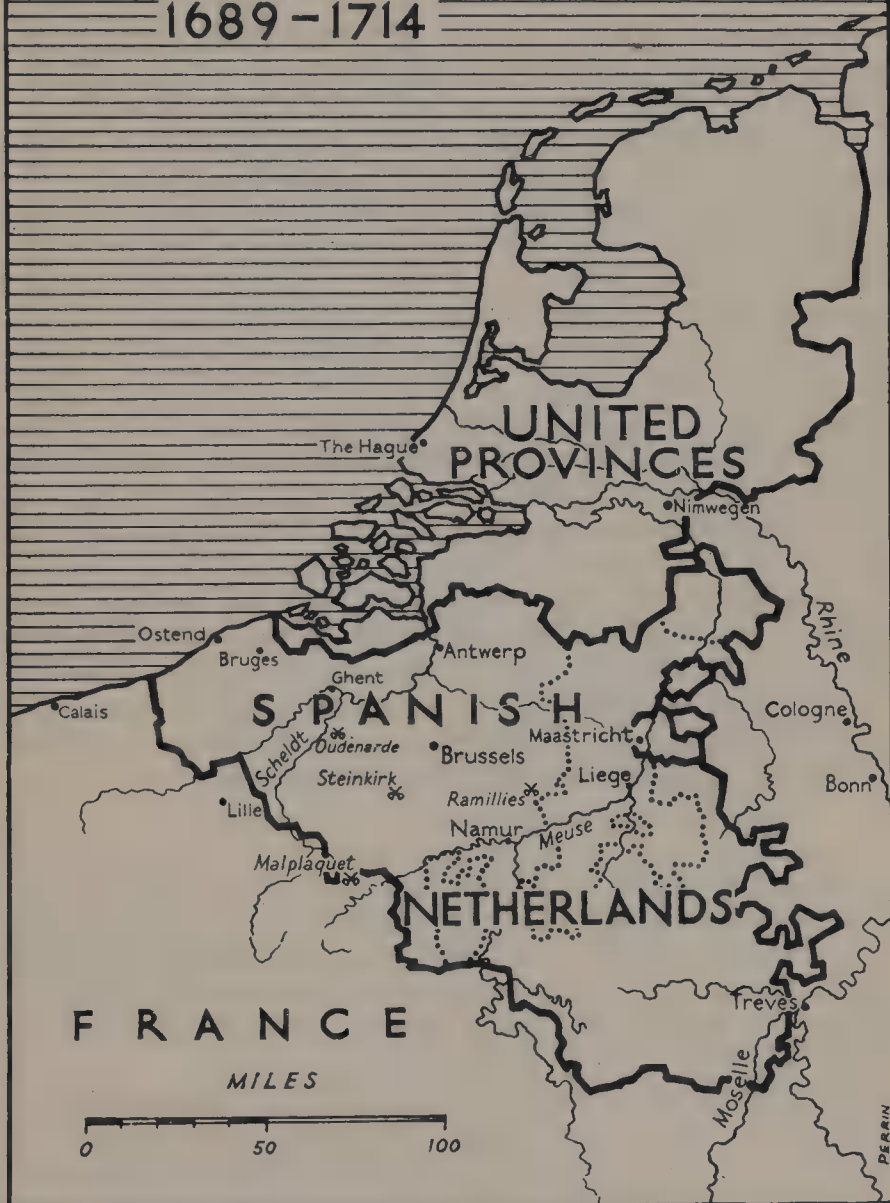 1689-1714
UNITED
PROVINCES
The Hague
Nimwegen
Rhine
Ostend
Bruges
Antwerp
Ghent
Calais
SPANISH
Cologne
Scheldt
Oudenarde
Maastricht
Brussels
Steinkirk
Liege
Bonn
Ramillies
Lille
Namur
Meuse
Malplaquet
NETHERLANDS
Treves
FRANCE
Moselle
MILES
0 50 100
PERRIN